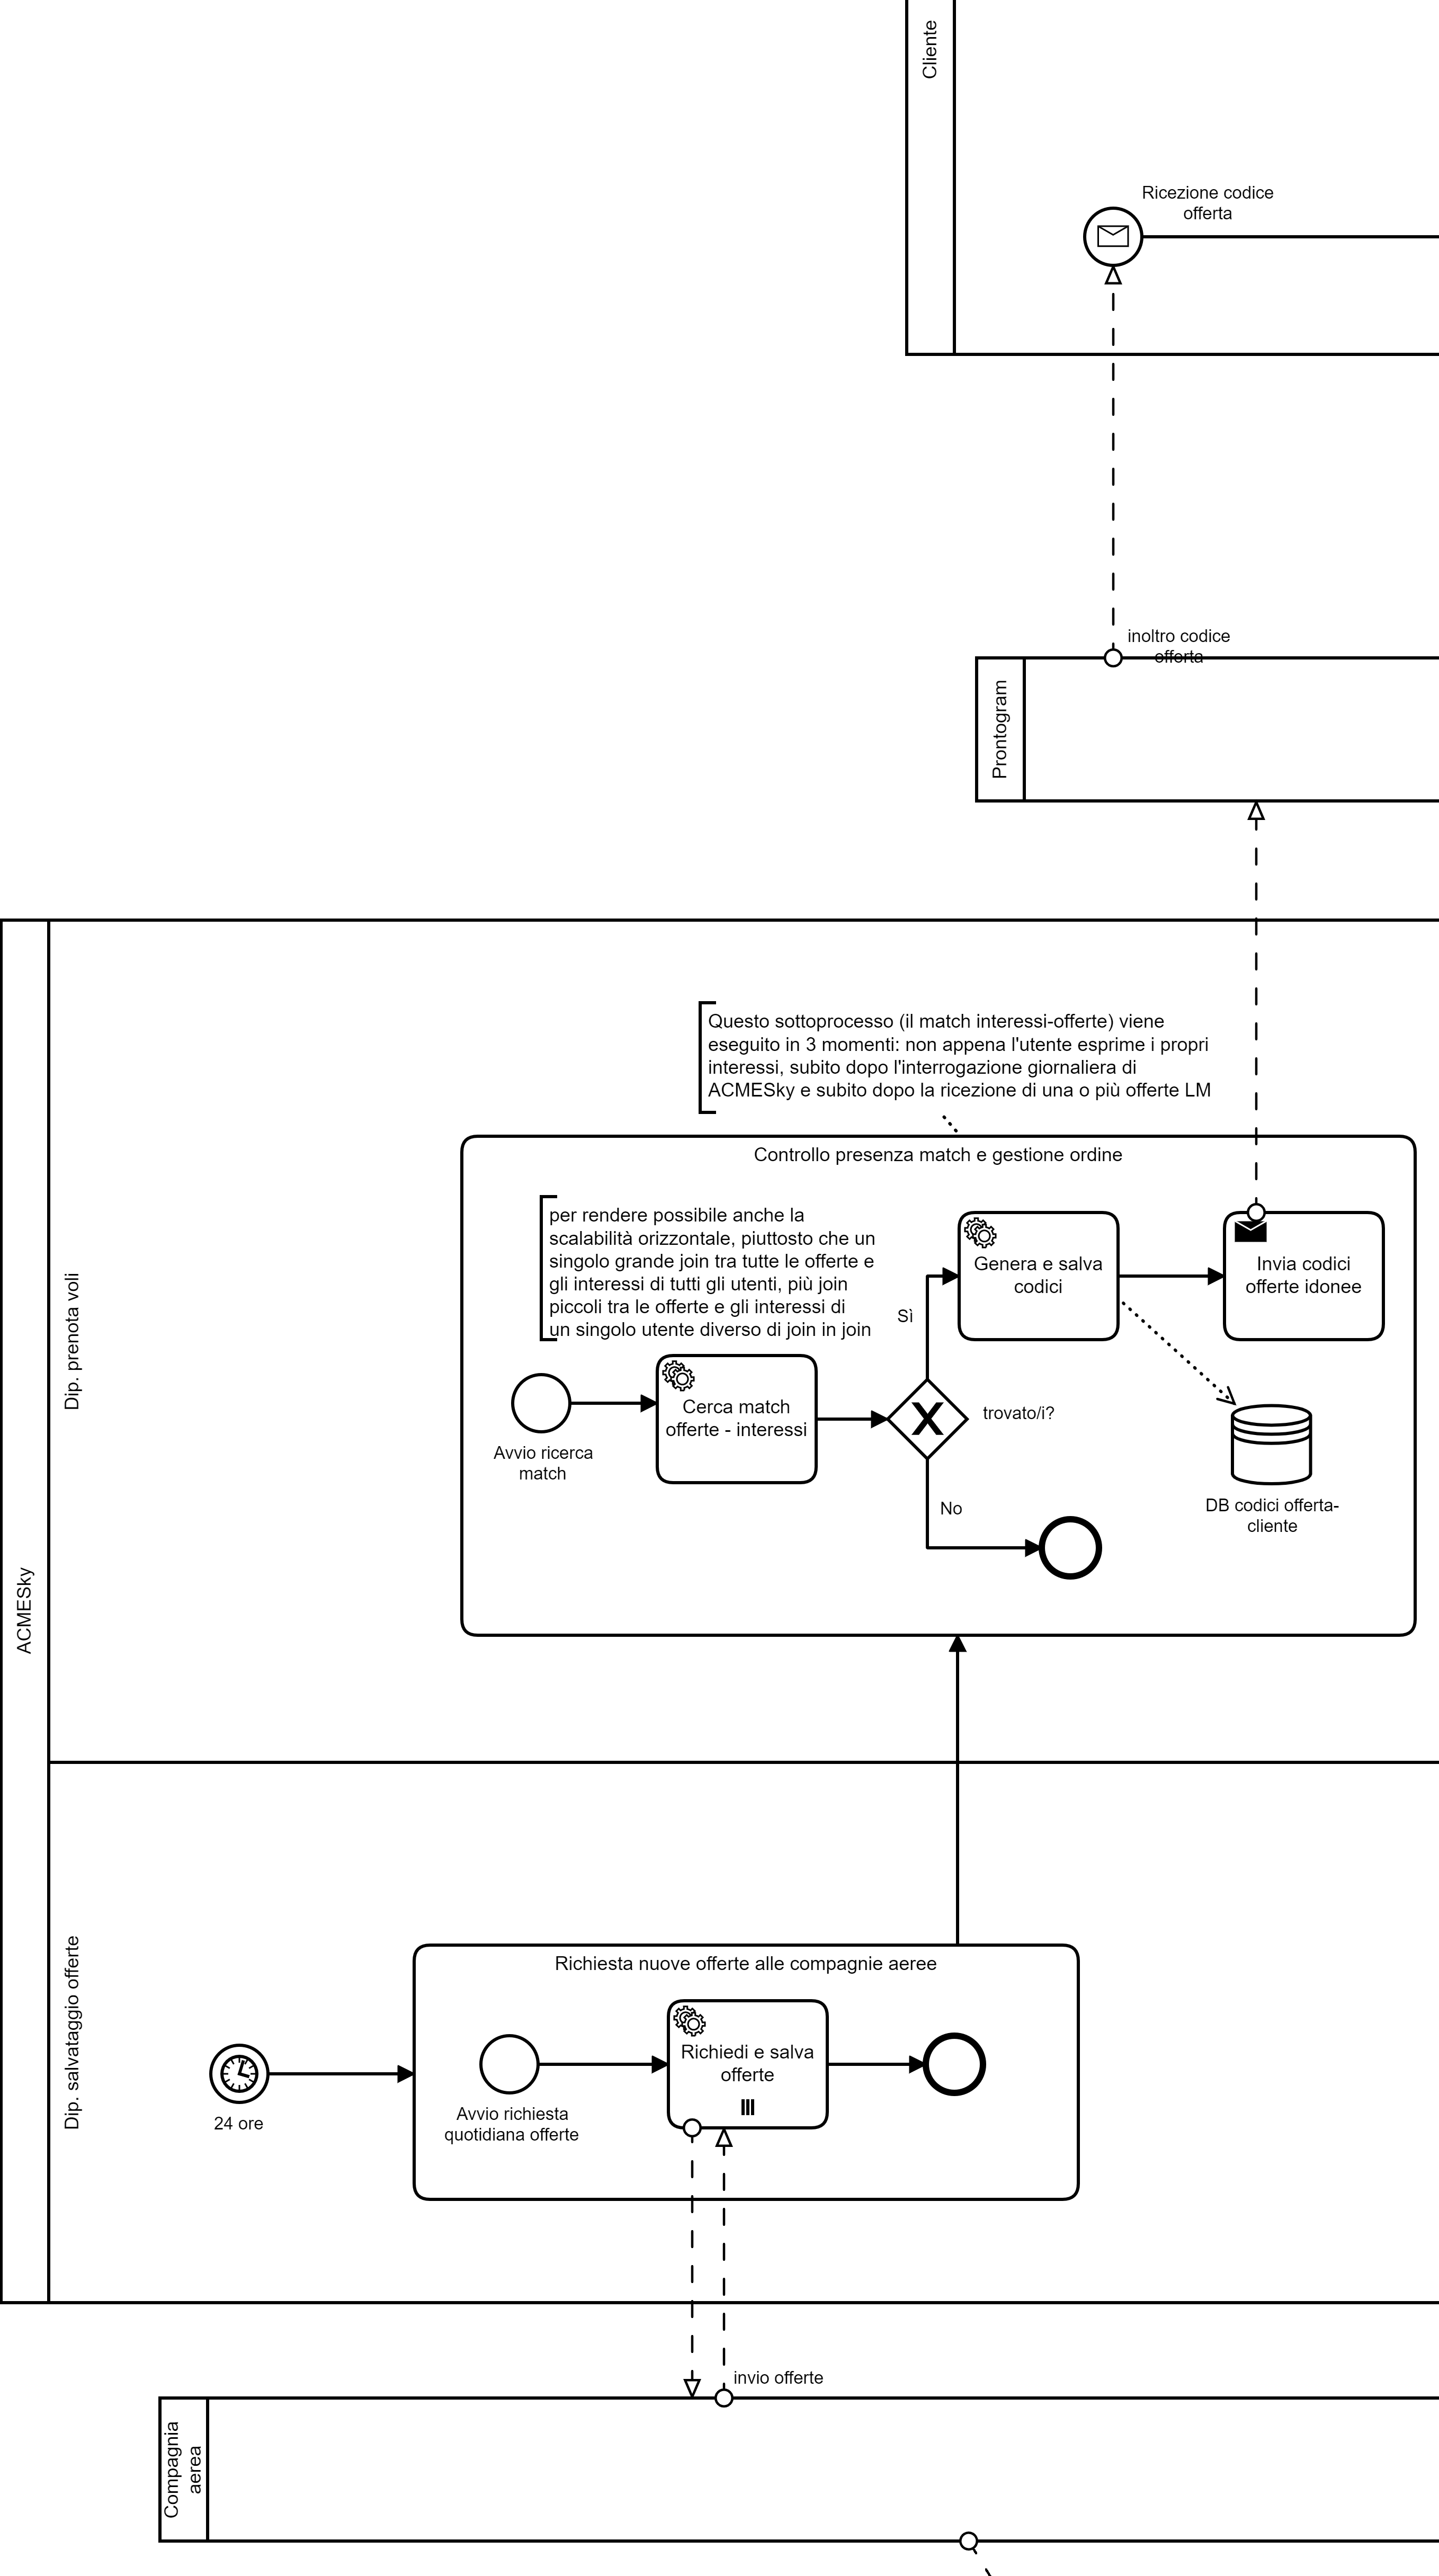 Cliente
Ricezione codice
offerta
inoltro codice
offerta
Prontogram
ACMESky
Dip. prenota voli
Questo sottoprocesso (il match interessi-offerte) viene
eseguito in 3 momenti: non appena l'utente esprime i propri
interessi, subito dopo l'interrogazione giornaliera di
ACMESky e subito dopo la ricezione di una o più offerte LM
Controllo presenza match e gestione ordine
per rendere possibile anche la
scalabilità orizzontale, piuttosto che un
singolo grande join tra tutte le offerte e
gli interessi di tutti gli utenti, più join
piccoli tra le offerte e gli interessi di
un singolo utente diverso di join in join
Avvio ricerca
match
Cerca match
offerte - interessi
trovato/i?
Sì
No
Genera e salva
codici
Invia codici
offerte idonee
DB codici offerta-
cliente
Dip. salvataggio offerte
24 ore
Richiesta nuove offerte alle compagnie aeree
Avvio richiesta
quotidiana offerte
Richiedi e salva
offerte
invio offerte
Compagnia
aerea